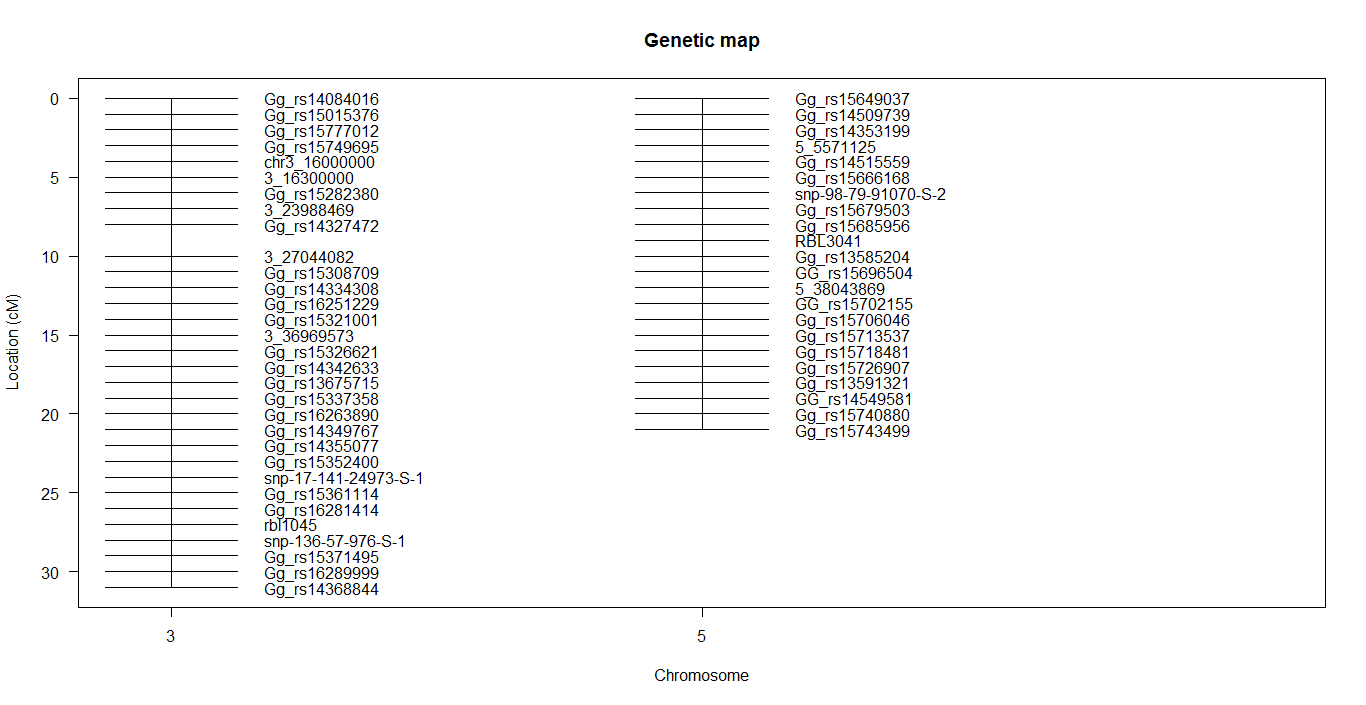 Genetic map
Location (cM)
0
5
10
15
20
25
30
Gg_rs14084016
Gg_rs15015376
Gg_rs15777012
Gg_rs15749695
chr3_16000000
3_16300000
Gg_rs15282380
3_23988469
Gg_rs14327472
3_27044082
Gg_rs15308709
Gg_rs14334308
Gg_rs16251229
Gg_rs15321001
3_36969573
Gg_rs15326621
Gg_rs14342633
Gg_rs13675715
Gg_rs15337358
Gg_rs16263890
Gg_rs14349767
Gg_rs14355077
Gg_rs15352400
snp-17-141-24973-S-1
Gg_rs15361114
Gg_rs16281414
rbl1045
snp-136-57-976-S-1
Gg_rs15371495
Gg_rs16289999
Gg_rs14368844
Gg_rs15649037
Gg_rs14509739
Gg_rs14353199
5_5571125
Gg_rs14515559
Gg_rs15666168
snp-98-79-91070-S-2
Gg_rs15679503
Gg_rs15685956
RBL3041
Gg_rs13585204
GG_rs15696504
5_38043869
GG_rs15702155
Gg_rs15706046
Gg_rs15713537
Gg_rs15718481
Gg_rs15726907
Gg_rs13591321
GG_rs14549581
Gg_rs15740880
Gg_rs15743499
3
5
Chromosome